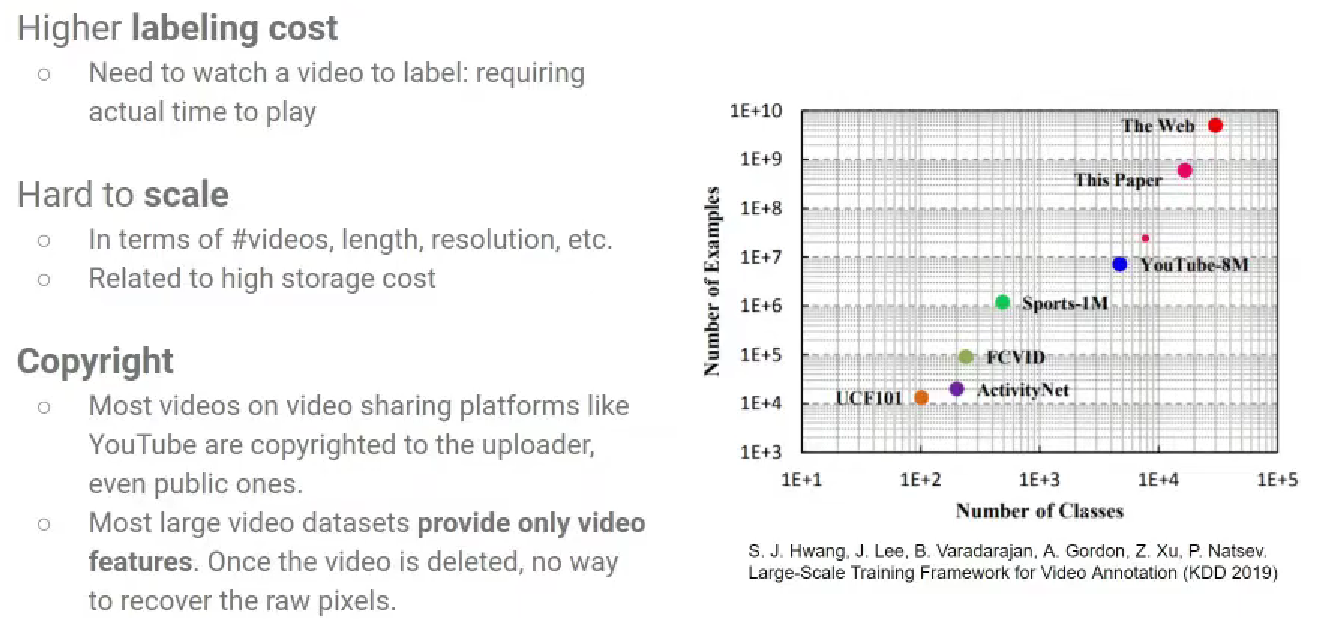 Higher labeling cost
○ Need to watch a video to label: requiring
actual time to play
Hard to scale
○ In terms of #videos, length, resolution, etc.
○ Related to high storage cost
Copyright
○ Most videos on video sharing platforms like
YouTube are copyrighted to the uploader,
even public ones.
○ Most large video datasets provide only video
features. Once the video is deleted, no way
to recover the raw pixels.
Number of Examples
1E+10
1E+9
1E+8
1E+7
1E+6
1E+5
1E+4
1E+3
The Web
This Paper
YouTube-8M
Sports-1M
FCVID
ActivityNet
UCF101
1E+1 1E+2 1E+3 1E+4 1E+5
Number of Classes
S. J. Hwang, J. Lee, B. Varadarajan, A. Gordon, Z. Xu, P. Natsev.
Large-Scale Training Framework for Video Annotation (KDD 2019)